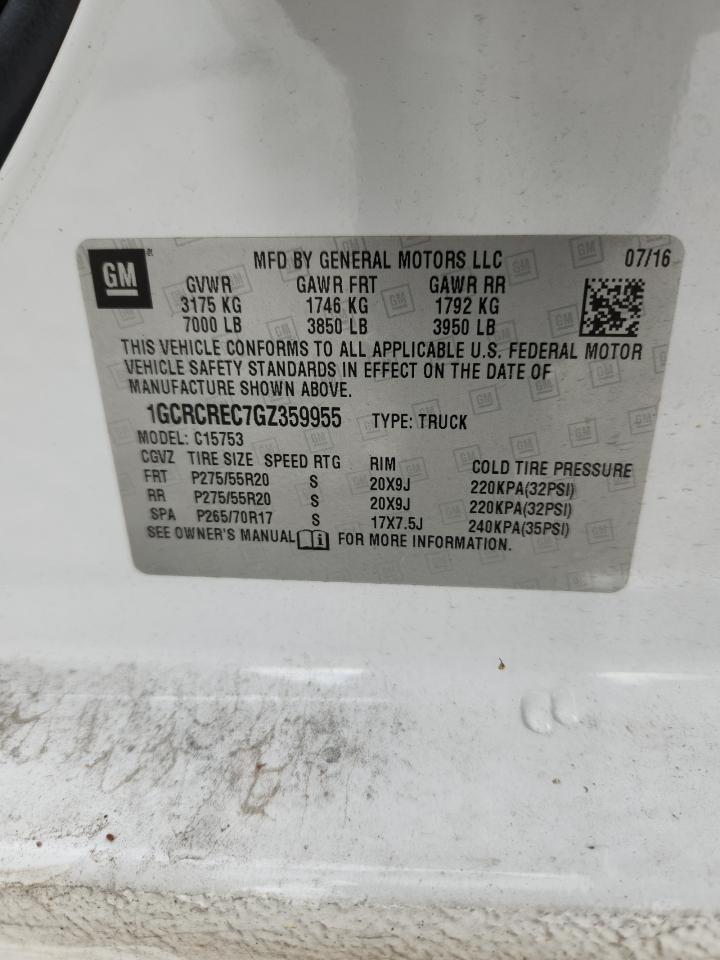 GM
MFD BY GENERAL MOTORS LLC 07/16
GVWR GAWR FRT GAWR RR
3175 KG 1746 KG 1792 KG
7000 LB 3850 LB 3950 LB
THIS VEHICLE CONFORMS TO ALL APPLICABLE U.S. FEDERAL MOTOR
VEHICLE SAFETY STANDARDS IN EFFECT ON THE DATE OF
MANUFACTURE SHOWN ABOVE.
1GCRCREC7GZ359955 TYPE: TRUCK
MODEL: C15753
CGVZ TIRE SIZE SPEED RTG RIM COLD TIRE PRESSURE
FRT P275/55R20 S 20X9J 220KPA(32PSI)
RR P275/55R20 S 20X9J 220KPA(32PSI)
SPA P265/70R17 S 17X7.5J 240KPA(35PSI)
SEE OWNER'S MANUAL FOR MORE INFORMATION.